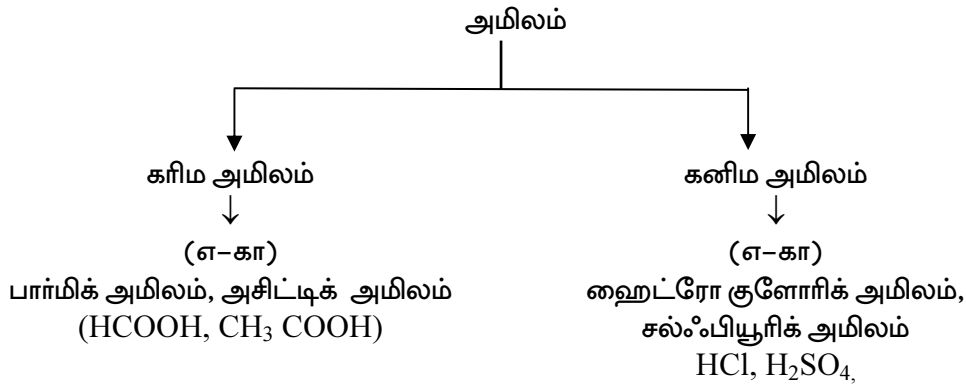 அமிலம்
கரிம அமிலம்
↓
(எ–கா)
பார்மிக் அமிலம், அசிட்டிக் அமிலம்
(HCOOH, CH₃ COOH)
கனிம அமிலம்
↓
(எ–கா)
ஹைட்ரோ குளோரிக் அமிலம்,
சல்ஃபியூரிக் அமிலம்
HCl, H₂SO₄,